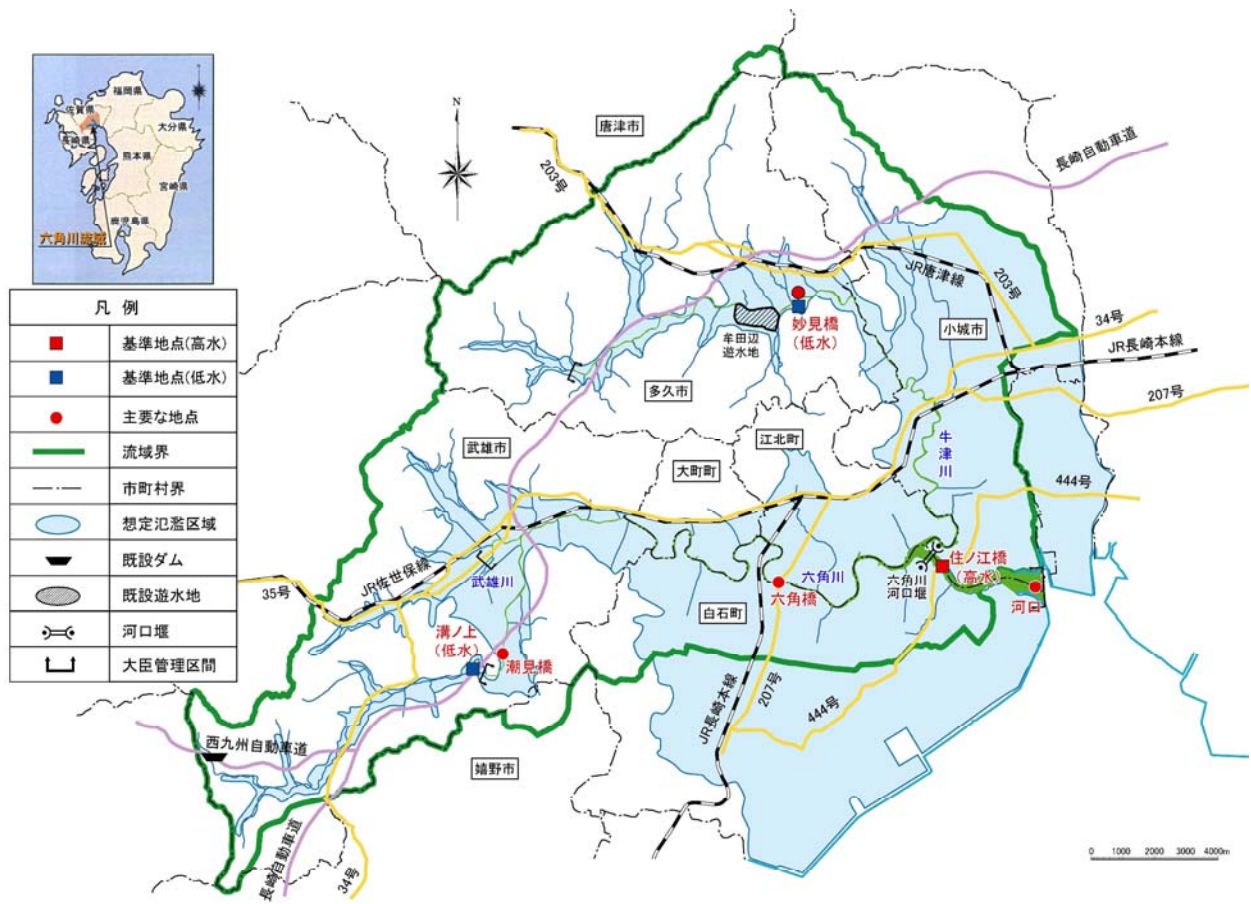 福岡県
佐賀県
大分県
長崎県
熊本県
宮崎県
鹿児島県
六角川流域
凡 例
基準地点(高水)
基準地点(低水)
主要な地点
流域界
市町村界
想定氾濫区域
既設ダム
既設遊水地
河口堰
大臣管理区間
N
唐津市
203号
長崎自動車道
JR唐津線
203号
34号
JR長崎本線
小城市
妙見橋
(低水)
牟田辺
遊水地
207号
多久市
江北町
牛津川
武雄市
大町町
444号
住ノ江橋
(高水)
六角川
河口堰
六角川
六角橋
河口
JR佐世保線
武雄川
35号
白石町
溝ノ上
(低水)
潮見橋
207号
444号
JR長崎本線
西九州自動車道
嬉野市
長崎自動車道
34号
0 1000 2000 3000 4000m